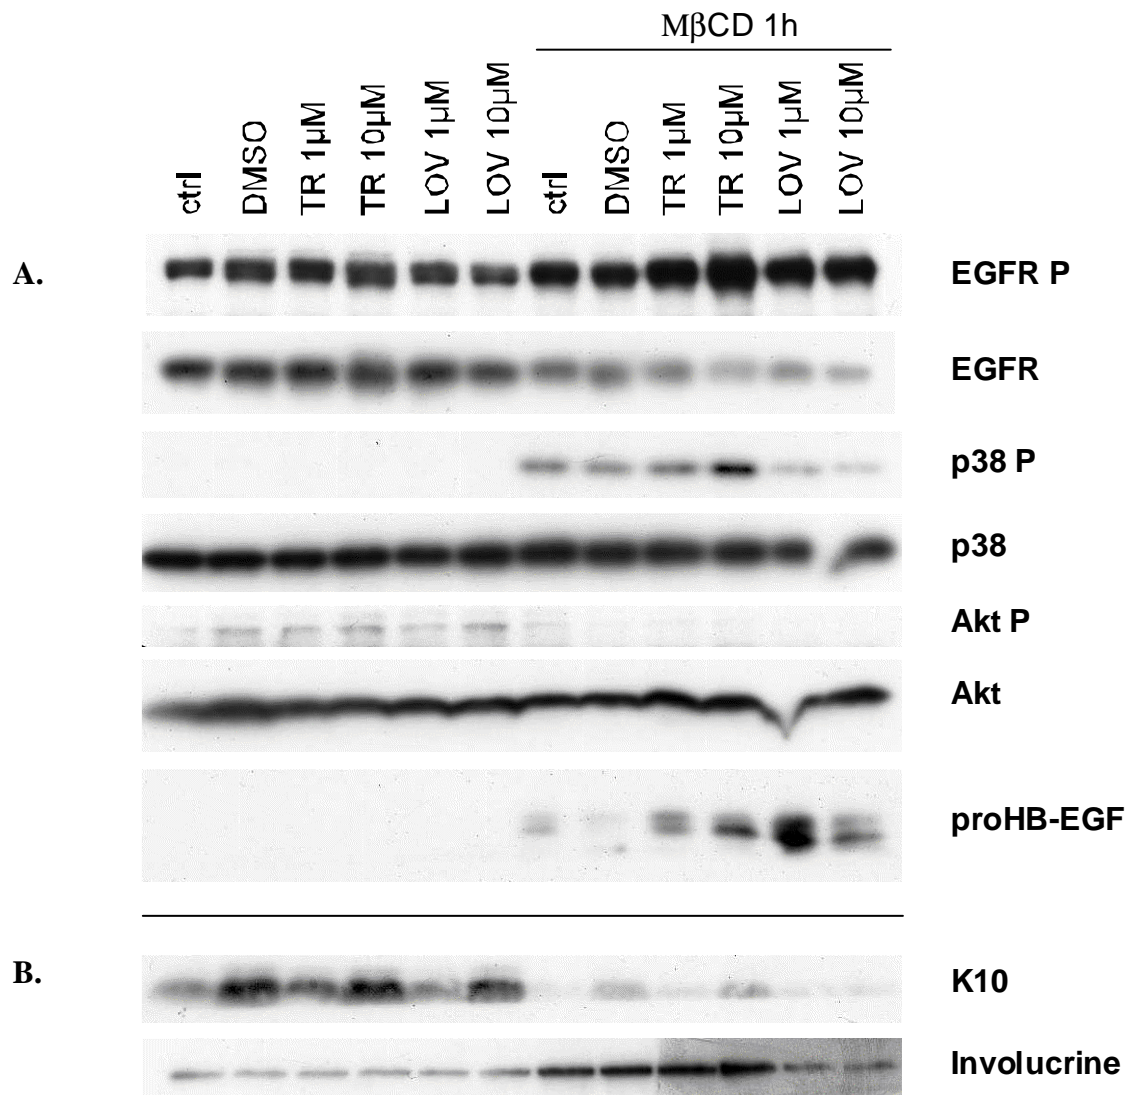 MβCD 1h
ctrl DMSO TR 1µM TR 10µM LOV 1µM LOV 10µM ctrl DMSO TR 1µM TR 10µM LOV 1µM LOV 10µM
A.
EGFR P
EGFR
p38 P
p38
Akt P
Akt
proHB-EGF
B.
K10
Involucrine